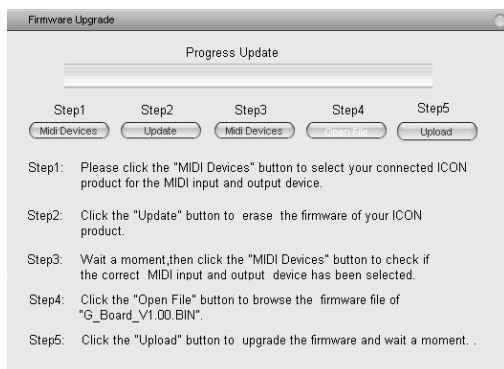 Firmware Upgrade
Progress Update
Step1 Step2 Step3 Step4 Step5
Midi Devices Update Midi Devices Open File Upload
Step1: Please click the "MIDI Devices" button to select your connected ICON
product for the MIDI input and output device.
Step2: Click the "Update" button to erase the firmware of your ICON
product.
Step3: Wait a moment,then click the "MIDI Devices" button to check if
the correct MIDI input and output device has been selected.
Step4: Click the "Open File" button to browse the firmware file of
"G_Board_V1.00.BIN".
Step5: Click the "Upload" button to upgrade the firmware and wait a moment. .